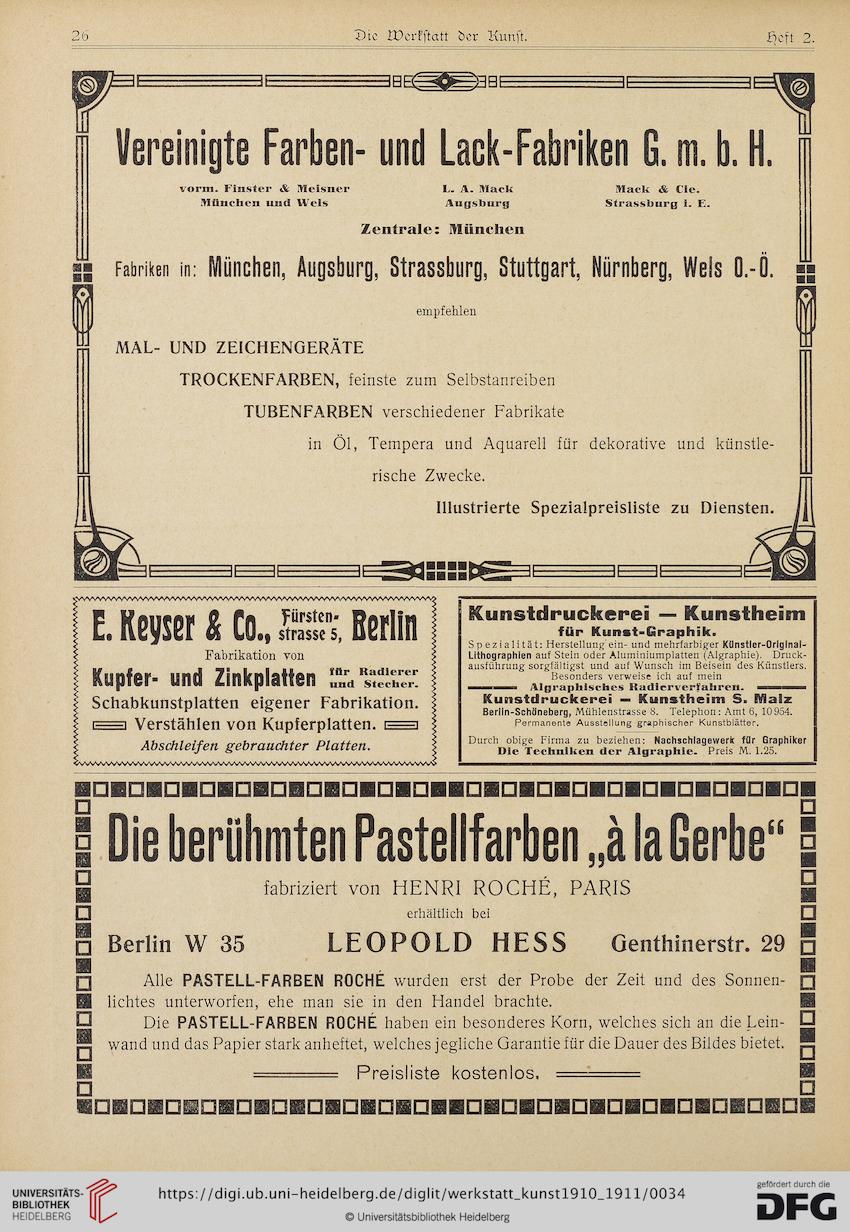 26 Die Werkstatt der Kunst. Heft 2.
Vereinigte Farben- und Lack-Fabriken G. m. b. H.
vorm. Finster & Meisner L. A. Mack Mack & Cie.
München und Wels Augsburg Strassburg i. E.
Zentrale: München
Fabriken in: München, Augsburg, Strassburg, Stuttgart, Nürnberg, Wels O.-Ö.
empfehlen
MAL- UND ZEICHENGERÄTE
TROCKENFARBEN, feinste zum Selbstanreiben
TUBENFARBEN verschiedener Fabrikate
in Öl, Tempera und Aquarell für dekorative und künstle-
rische Zwecke.
Illustrierte Spezialpreisliste zu Diensten.
E. Keyser & Co., Fürsten-strasse 5, Berlin
Fabrikation von
Kupfer- und Zinkplatten für Radierer und Stecher.
Schabkunstplatten eigener Fabrikation.
Verstählen von Kupferplatten.
Abschleifen gebrauchter Platten.
Kunstdruckerei — Kunstheim
für Kunst-Graphik.
Spezialität: Herstellung ein- und mehrfarbiger Künstler-Original-
Lithographien auf Stein oder Aluminiumplatten (Algraphie). Druck-
ausführung sorgfältigst und auf Wunsch im Beisein des Künstlers.
Besonders verweise ich auf mein
Algraphisches Radierverfahren.
Kunstdruckerei — Kunstheim S. Malz
Berlin-Schöneberg, Mühlenstrasse 8. Telephon: Amt 6, 10954.
Permanente Ausstellung graphischer Kunstblätter.
Durch obige Firma zu beziehen: Nachschlagewerk für Graphiker
Die Techniken der Algraphie. Preis M. 1.25.
Die berühmten Pastellfarben „à la Gerbe“
fabriziert von HENRI ROCHÉ, PARIS
erhältlich bei
Berlin W 35 LEOPOLD HESS Genthinerstr. 29
Alle PASTELL-FARBEN ROCHÉ wurden erst der Probe der Zeit und des Sonnen-
lichtes unterworfen, ehe man sie in den Handel brachte.
Die PASTELL-FARBEN ROCHÉ haben ein besonderes Korn, welches sich an die Lein-
wand und das Papier stark anheftet, welches jegliche Garantie für die Dauer des Bildes bietet.
Preisliste kostenlos.
UNIVERSITÄTS-
BIBLIOTHEK
HEIDELBERG
https://digi.ub.uni-heidelberg.de/diglit/werkstatt_kunst1910_1911/0034
© Universitätsbibliothek Heidelberg
gefördert durch die
DFG